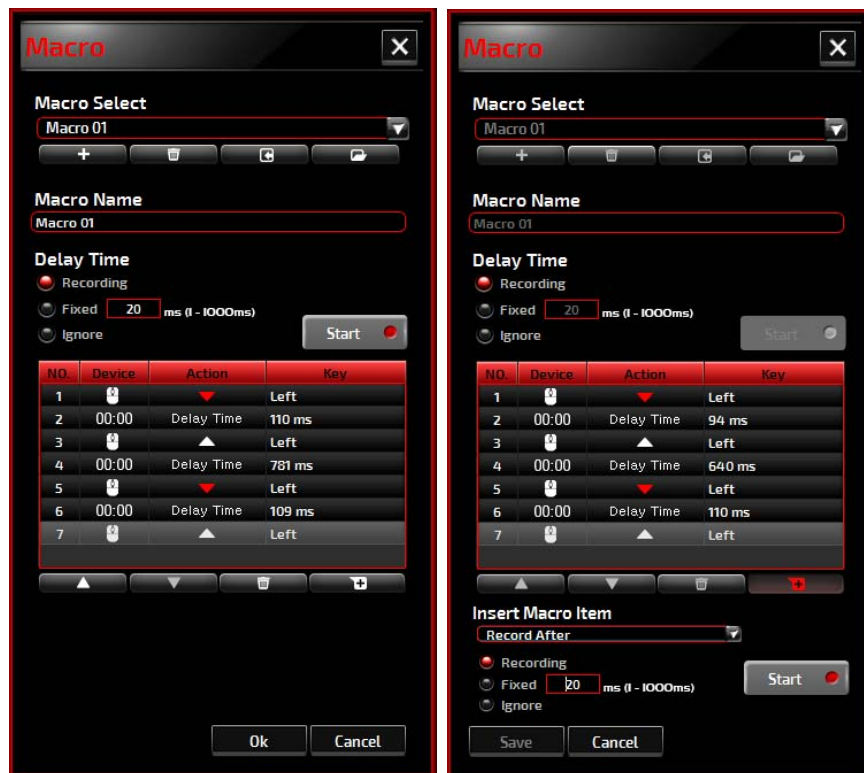 Macro
Macro Select
Macro 01
Macro Name
Macro 01
Delay Time
Recording
Fixed 20 ms (1 - 1000ms)
Ignore
Start
NO. Device Action Key
1 Left
2 00:00 Delay Time 110 ms
3 Left
4 00:00 Delay Time 781 ms
5 Left
6 00:00 Delay Time 109 ms
7 Left
Ok Cancel
Macro
Macro Select
Macro 01
Macro Name
Macro 01
Delay Time
Recording
Fixed 20 ms (1 - 1000ms)
Ignore
Start
NO. Device Action Key
1 Left
2 00:00 Delay Time 94 ms
3 Left
4 00:00 Delay Time 640 ms
5 Left
6 00:00 Delay Time 110 ms
7 Left
Insert Macro Item
Record After
Recording
Fixed 20 ms (1 - 1000ms)
Ignore
Start
Save Cancel